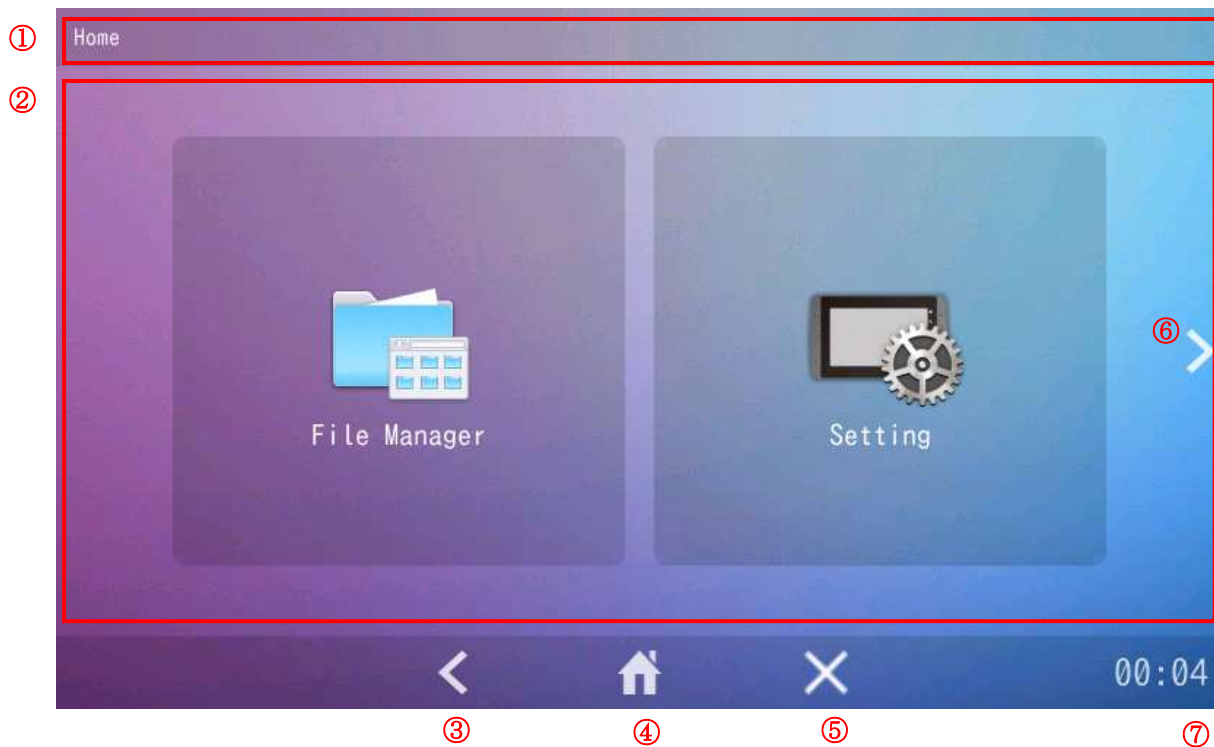 ① Home
②
⑥
File Manager Setting
00:04
③ ④ ⑤ ⑦